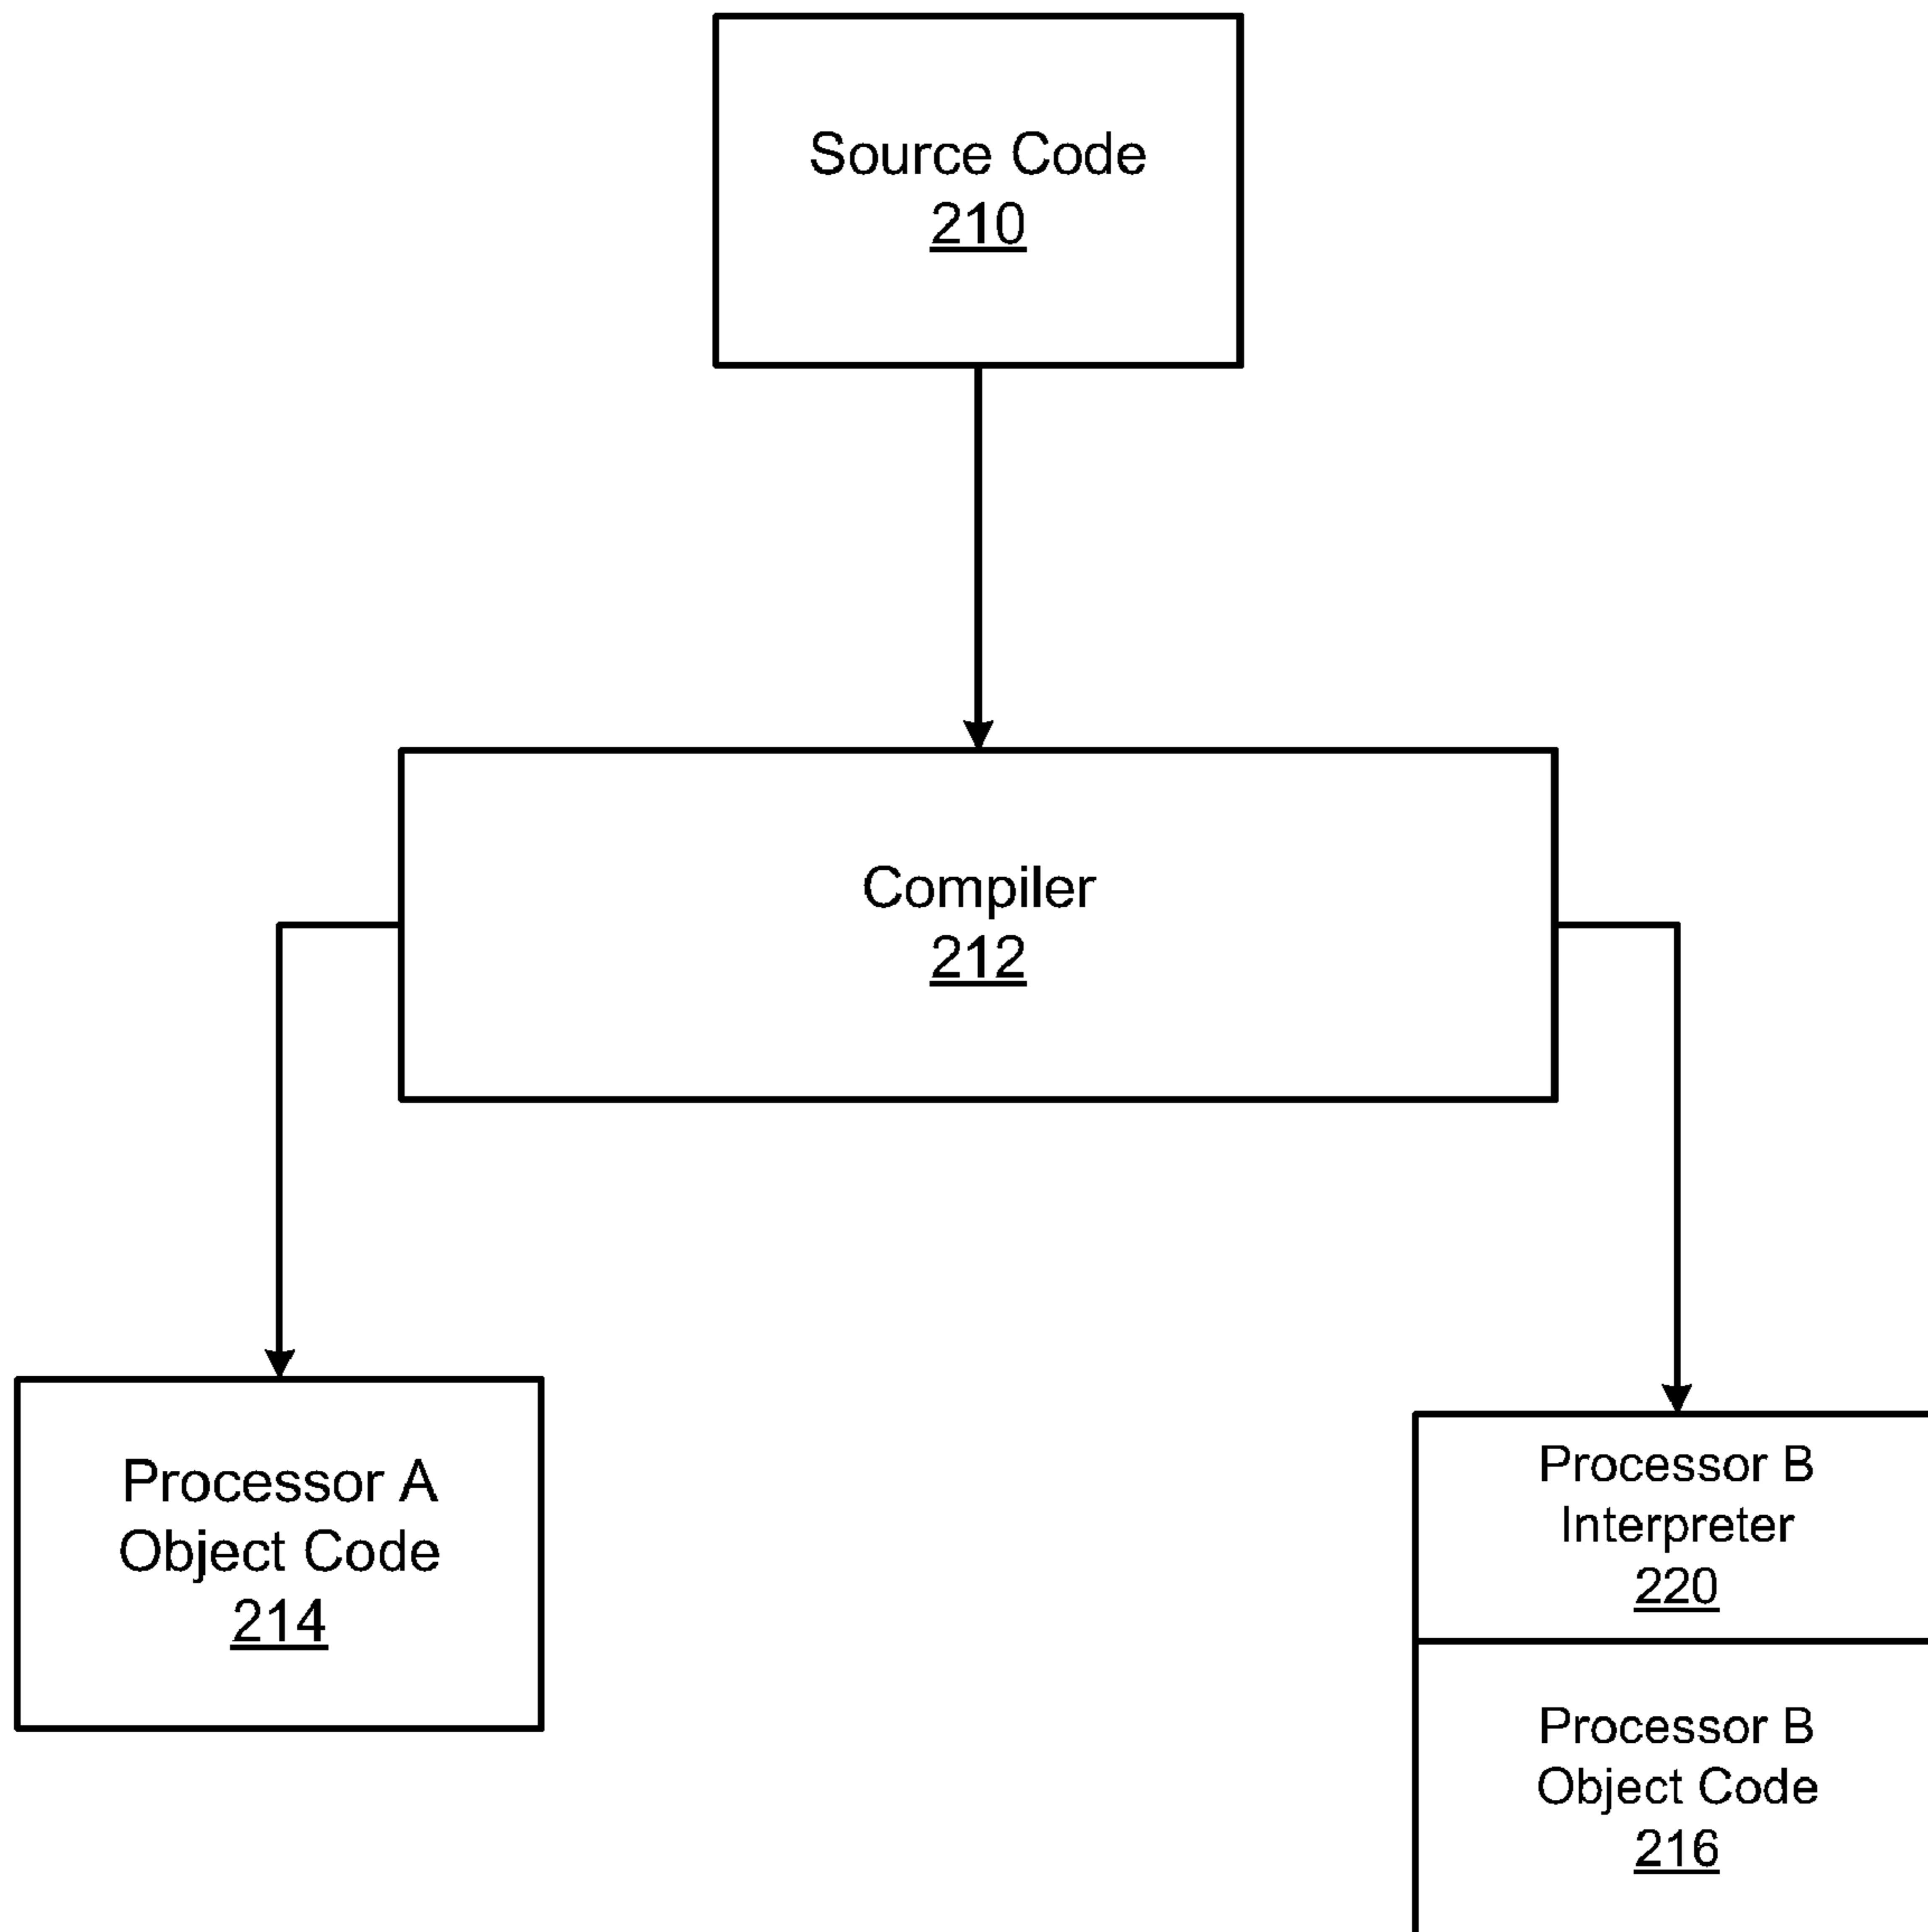 Source Code
210
Compiler
212
Processor A
Object Code
214
Processor B
Interpreter
220
Processor B
Object Code
216